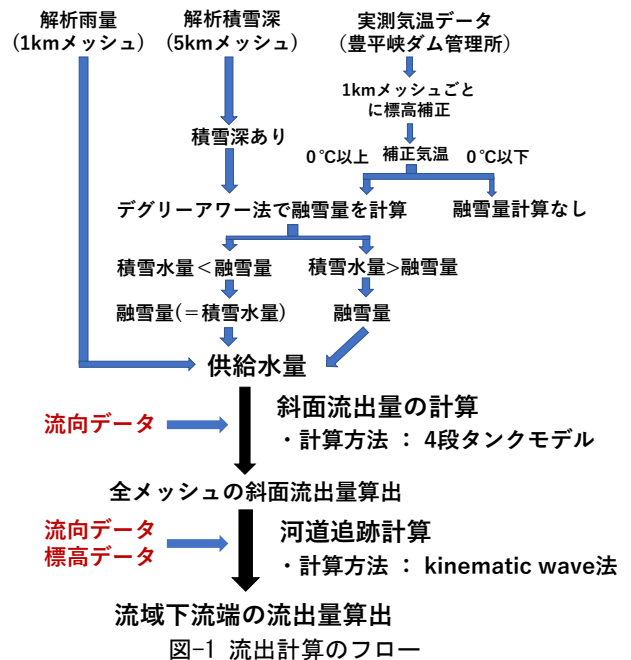 解析雨量
(1kmメッシュ)
解析積雪深
(5kmメッシュ)
実測気温データ
(豊平峡ダム管理所)
1kmメッシュごと
に標高補正
積雪深あり
0℃以上
補正気温
0℃以下
デグリーアワー法で融雪量を計算
融雪量計算なし
積雪水量＜融雪量
積雪水量>融雪量
融雪量(＝積雪水量)
融雪量
供給水量
流向データ
斜面流出量の計算
・計算方法 ： 4段タンクモデル
全メッシュの斜面流出量算出
流向データ
標高データ
河道追跡計算
・計算方法 ： kinematic wave法
流域下流端の流出量算出
図-1 流出計算のフロー